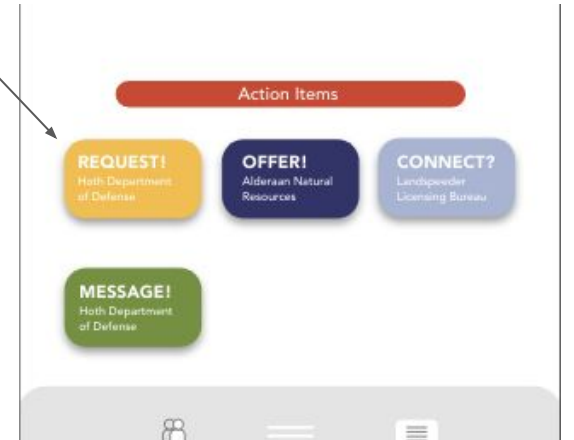 Action Items
REQUEST!
Hoth Department
of Defense
OFFER!
Alderaan Natural
Resources
CONNECT?
Landspeeder
Licensing Bureau
MESSAGE!
Hoth Department
of Defense